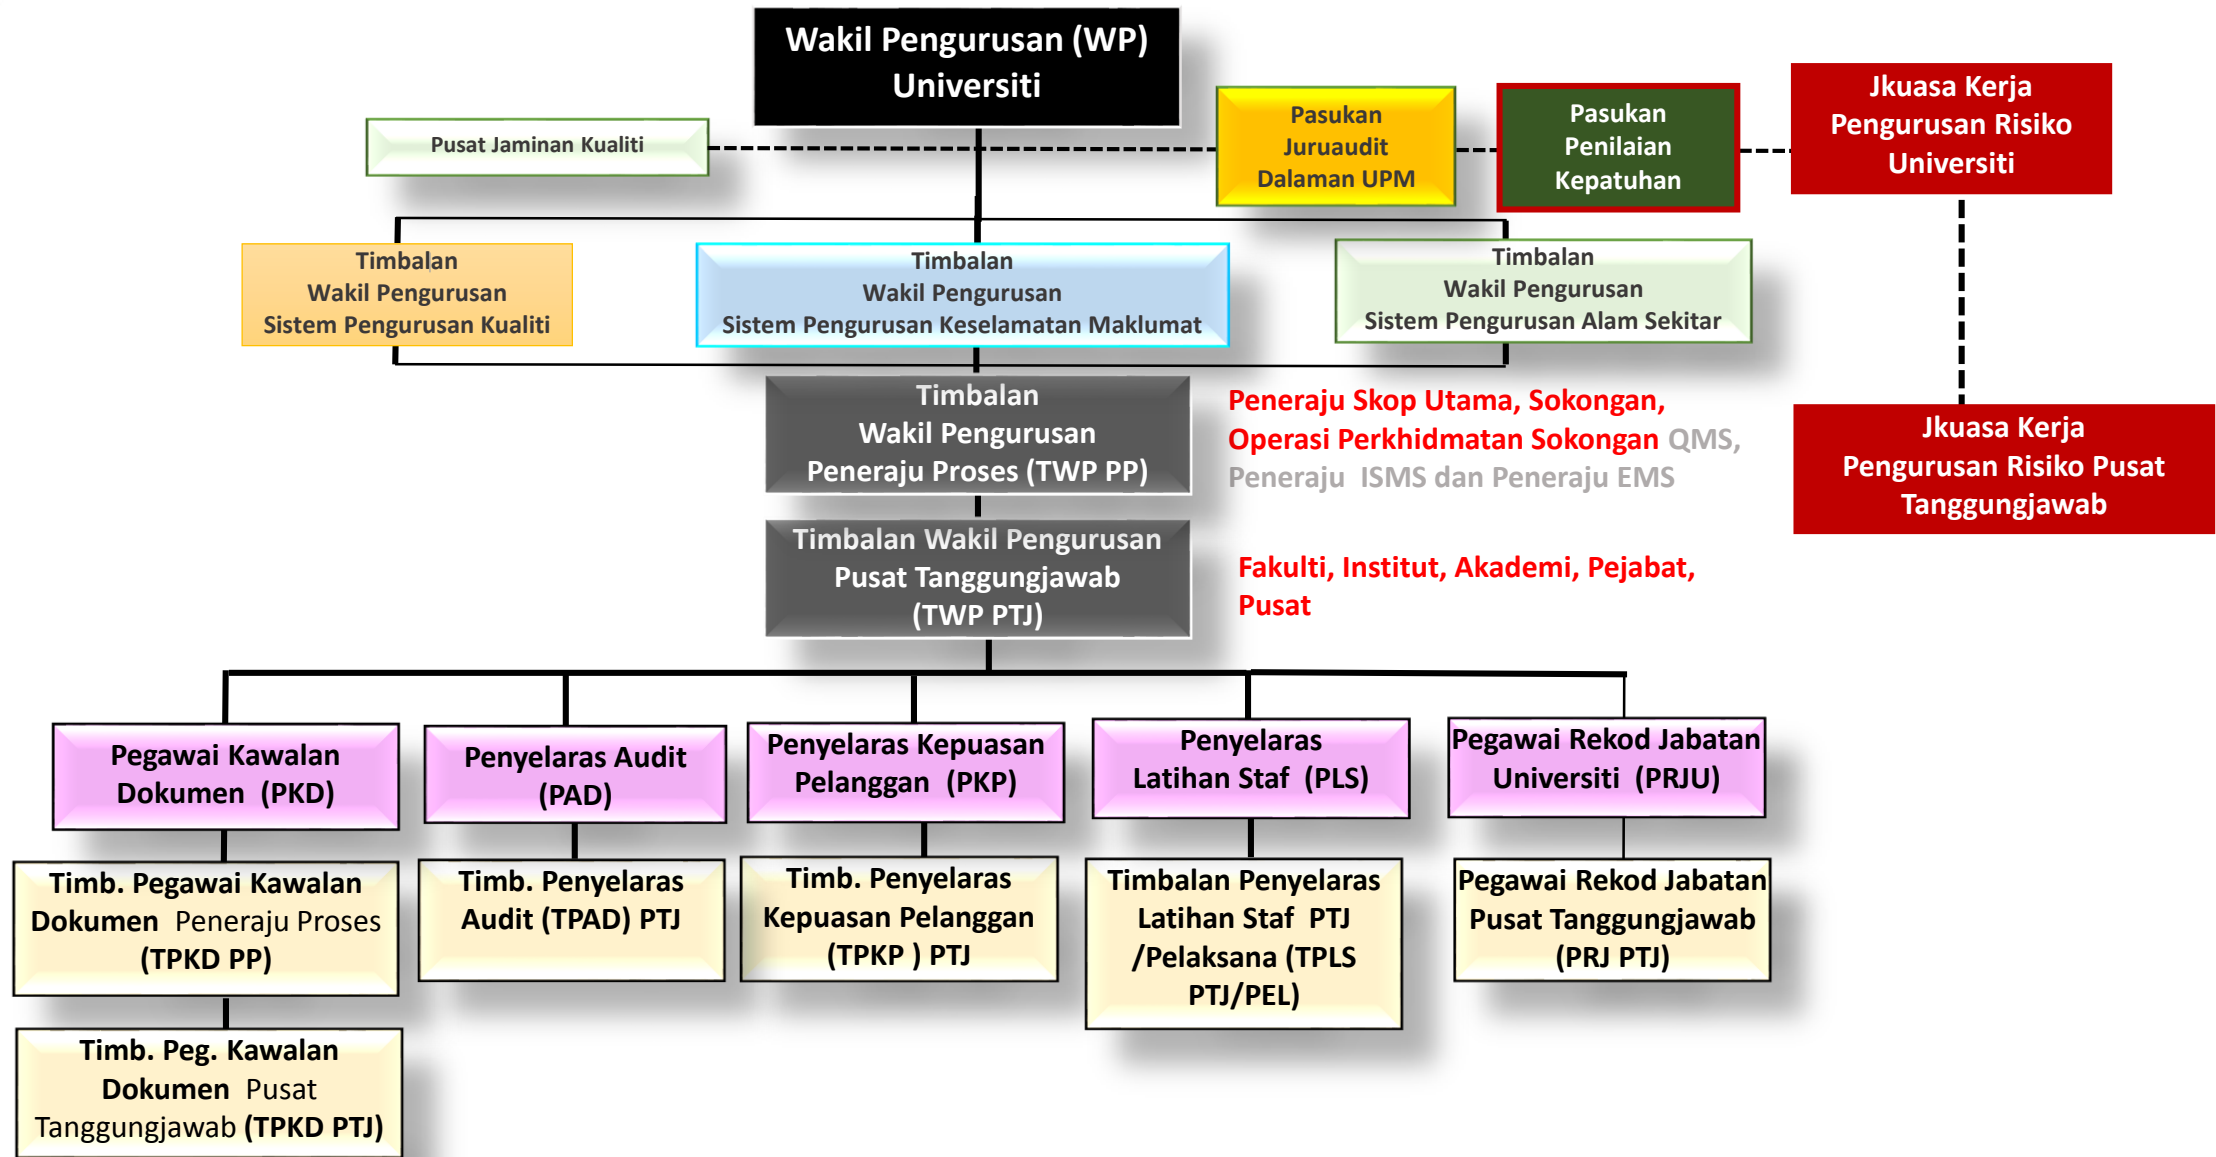 Wakil Pengurusan (WP)
Universiti
Pusat Jaminan Kualiti
Pasukan
Juruaudit
Dalaman UPM
Pasukan
Penilaian
Kepatuhan
Jkuasa Kerja
Pengurusan Risiko
Universiti
Timbalan
Wakil Pengurusan
Sistem Pengurusan Kualiti
Timbalan
Wakil Pengurusan
Sistem Pengurusan Keselamatan Maklumat
Timbalan
Wakil Pengurusan
Sistem Pengurusan Alam Sekitar
Timbalan
Wakil Pengurusan
Peneraju Proses (TWP PP)
Peneraju Skop Utama, Sokongan,
Operasi Perkhidmatan Sokongan QMS,
Peneraju  ISMS dan Peneraju EMS
Jkuasa Kerja
Pengurusan Risiko Pusat
Tanggungjawab
Timbalan Wakil Pengurusan
Pusat Tanggungjawab
(TWP PTJ)
Fakulti, Institut, Akademi, Pejabat,
Pusat
Pegawai Kawalan
Dokumen  (PKD)
Penyelaras Audit
(PAD)
Penyelaras Kepuasan
Pelanggan  (PKP)
Penyelaras
Latihan Staf  (PLS)
Pegawai Rekod Jabatan
Universiti  (PRJU)
Timb. Pegawai Kawalan
Dokumen  Peneraju Proses
(TPKD PP)
Timb. Penyelaras
Audit (TPAD) PTJ
Timb. Penyelaras
Kepuasan Pelanggan
(TPKP ) PTJ
Timbalan Penyelaras
Latihan Staf  PTJ
/Pelaksana (TPLS
PTJ/PEL)
Pegawai Rekod Jabatan
Pusat Tanggungjawab
(PRJ PTJ)
Timb. Peg. Kawalan
Dokumen  Pusat
Tanggungjawab (TPKD PTJ)